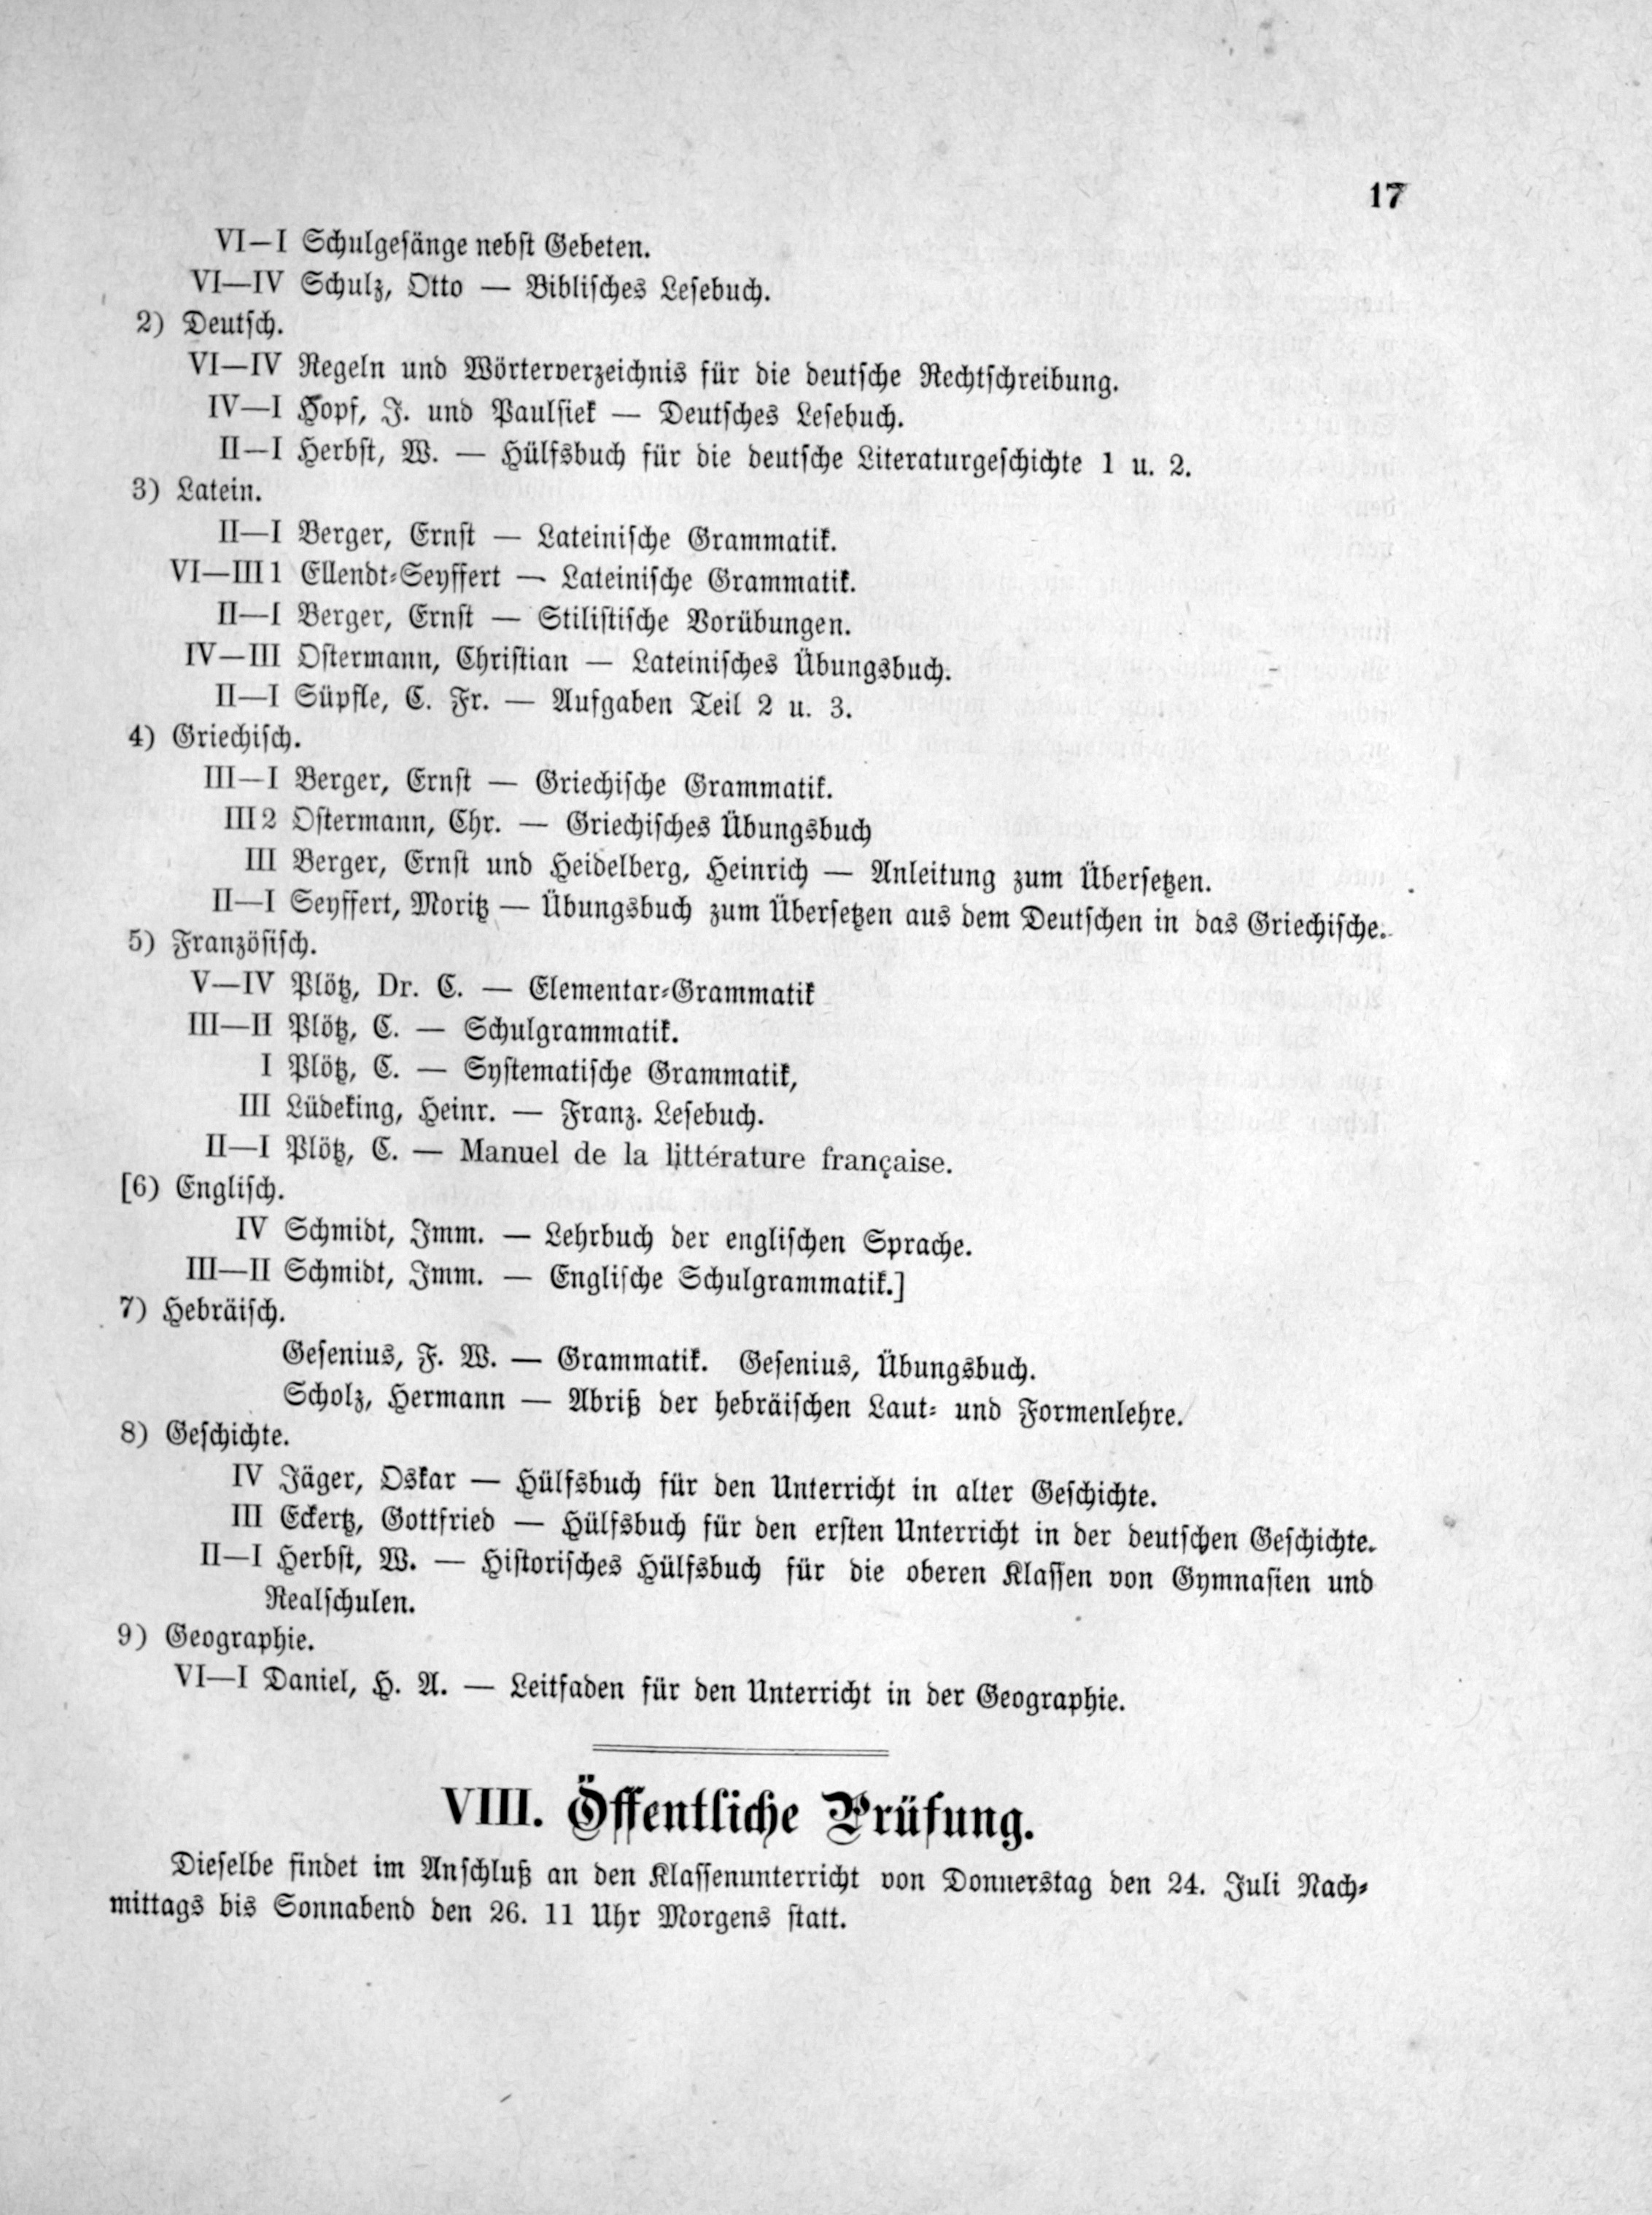 17
VI—I Schulgesänge nebst Gebeten.
VI—IV Schulz, Otto — Biblisches Lesebuch.
2) Deutsch.
VI—IV Regeln und Wörterverzeichnis für die deutsche Rechtschreibung.
IV—I Hopf, J. und Paulsiek — Deutsches Lesebuch.
II—I Herbst, W. — Hülfsbuch für die deutsche Literaturgeschichte 1 u. 2.
3) Latein.
II—I Berger, Ernst — Lateinische Grammatik.
VI—III 1 Ellendt-Seyffert — Lateinische Grammatik.
II—I Berger, Ernst — Stilistische Vorübungen.
IV—III Ostermann, Christian — Lateinisches Übungsbuch.
II—I Süpfle, C. Fr. — Aufgaben Teil 2 u. 3.
4) Griechisch.
III—I Berger, Ernst — Griechische Grammatik.
III 2 Ostermann, Chr. — Griechisches Übungsbuch
III Berger, Ernst und Heidelberg, Heinrich — Anleitung zum Übersetzen.
II—I Seyffert, Moritz — Übungsbuch zum Übersetzen aus dem Deutschen in das Griechische.
5) Französisch.
V—IV Plötz, Dr. C. — Elementar-Grammatik
III—II Plötz, C. — Schulgrammatik.
I Plötz, C. — Systematische Grammatik,
III Lüdeking, Heinr. — Franz. Lesebuch.
II—I Plötz, C. — Manuel de la littérature française.
[6) Englisch.
IV Schmidt, Imm. — Lehrbuch der englischen Sprache.
III—II Schmidt, Imm. — Englische Schulgrammatik.]
7) Hebräisch.
Gesenius, F. W. — Grammatik. Gesenius, Übungsbuch.
Scholz, Hermann — Abriß der hebräischen Laut- und Formenlehre.
8) Geschichte.
IV Jäger, Oskar — Hülfsbuch für den Unterricht in alter Geschichte.
III Eckertz, Gottfried — Hülfsbuch für den ersten Unterricht in der deutschen Geschichte.
II—I Herbst, W. — Historisches Hülfsbuch für die oberen Klassen von Gymnasien und
Realschulen.
9) Geographie.
VI—I Daniel, H. A. — Leitfaden für den Unterricht in der Geographie.
VIII. Öffentliche Prüfung.
Dieselbe findet im Anschluß an den Klassenunterricht von Donnerstag den 24. Juli Nach-
mittags bis Sonnabend den 26. 11 Uhr Morgens statt.